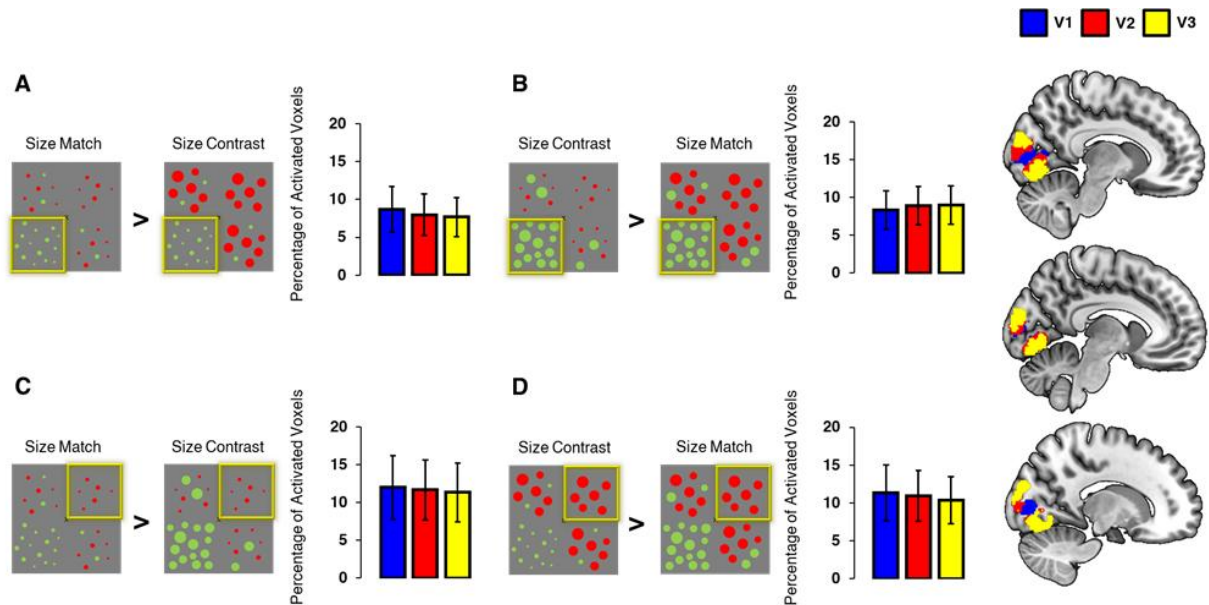 V1 V2 V3
A
Size Match
Size Contrast
>
Percentage of Activated Voxels
20
15
10
5
0
B
Size Contrast
Size Match
>
Percentage of Activated Voxels
20
15
10
5
0
C
Size Match
Size Contrast
>
Percentage of Activated Voxels
20
15
10
5
0
D
Size Contrast
Size Match
>
Percentage of Activated Voxels
20
15
10
5
0